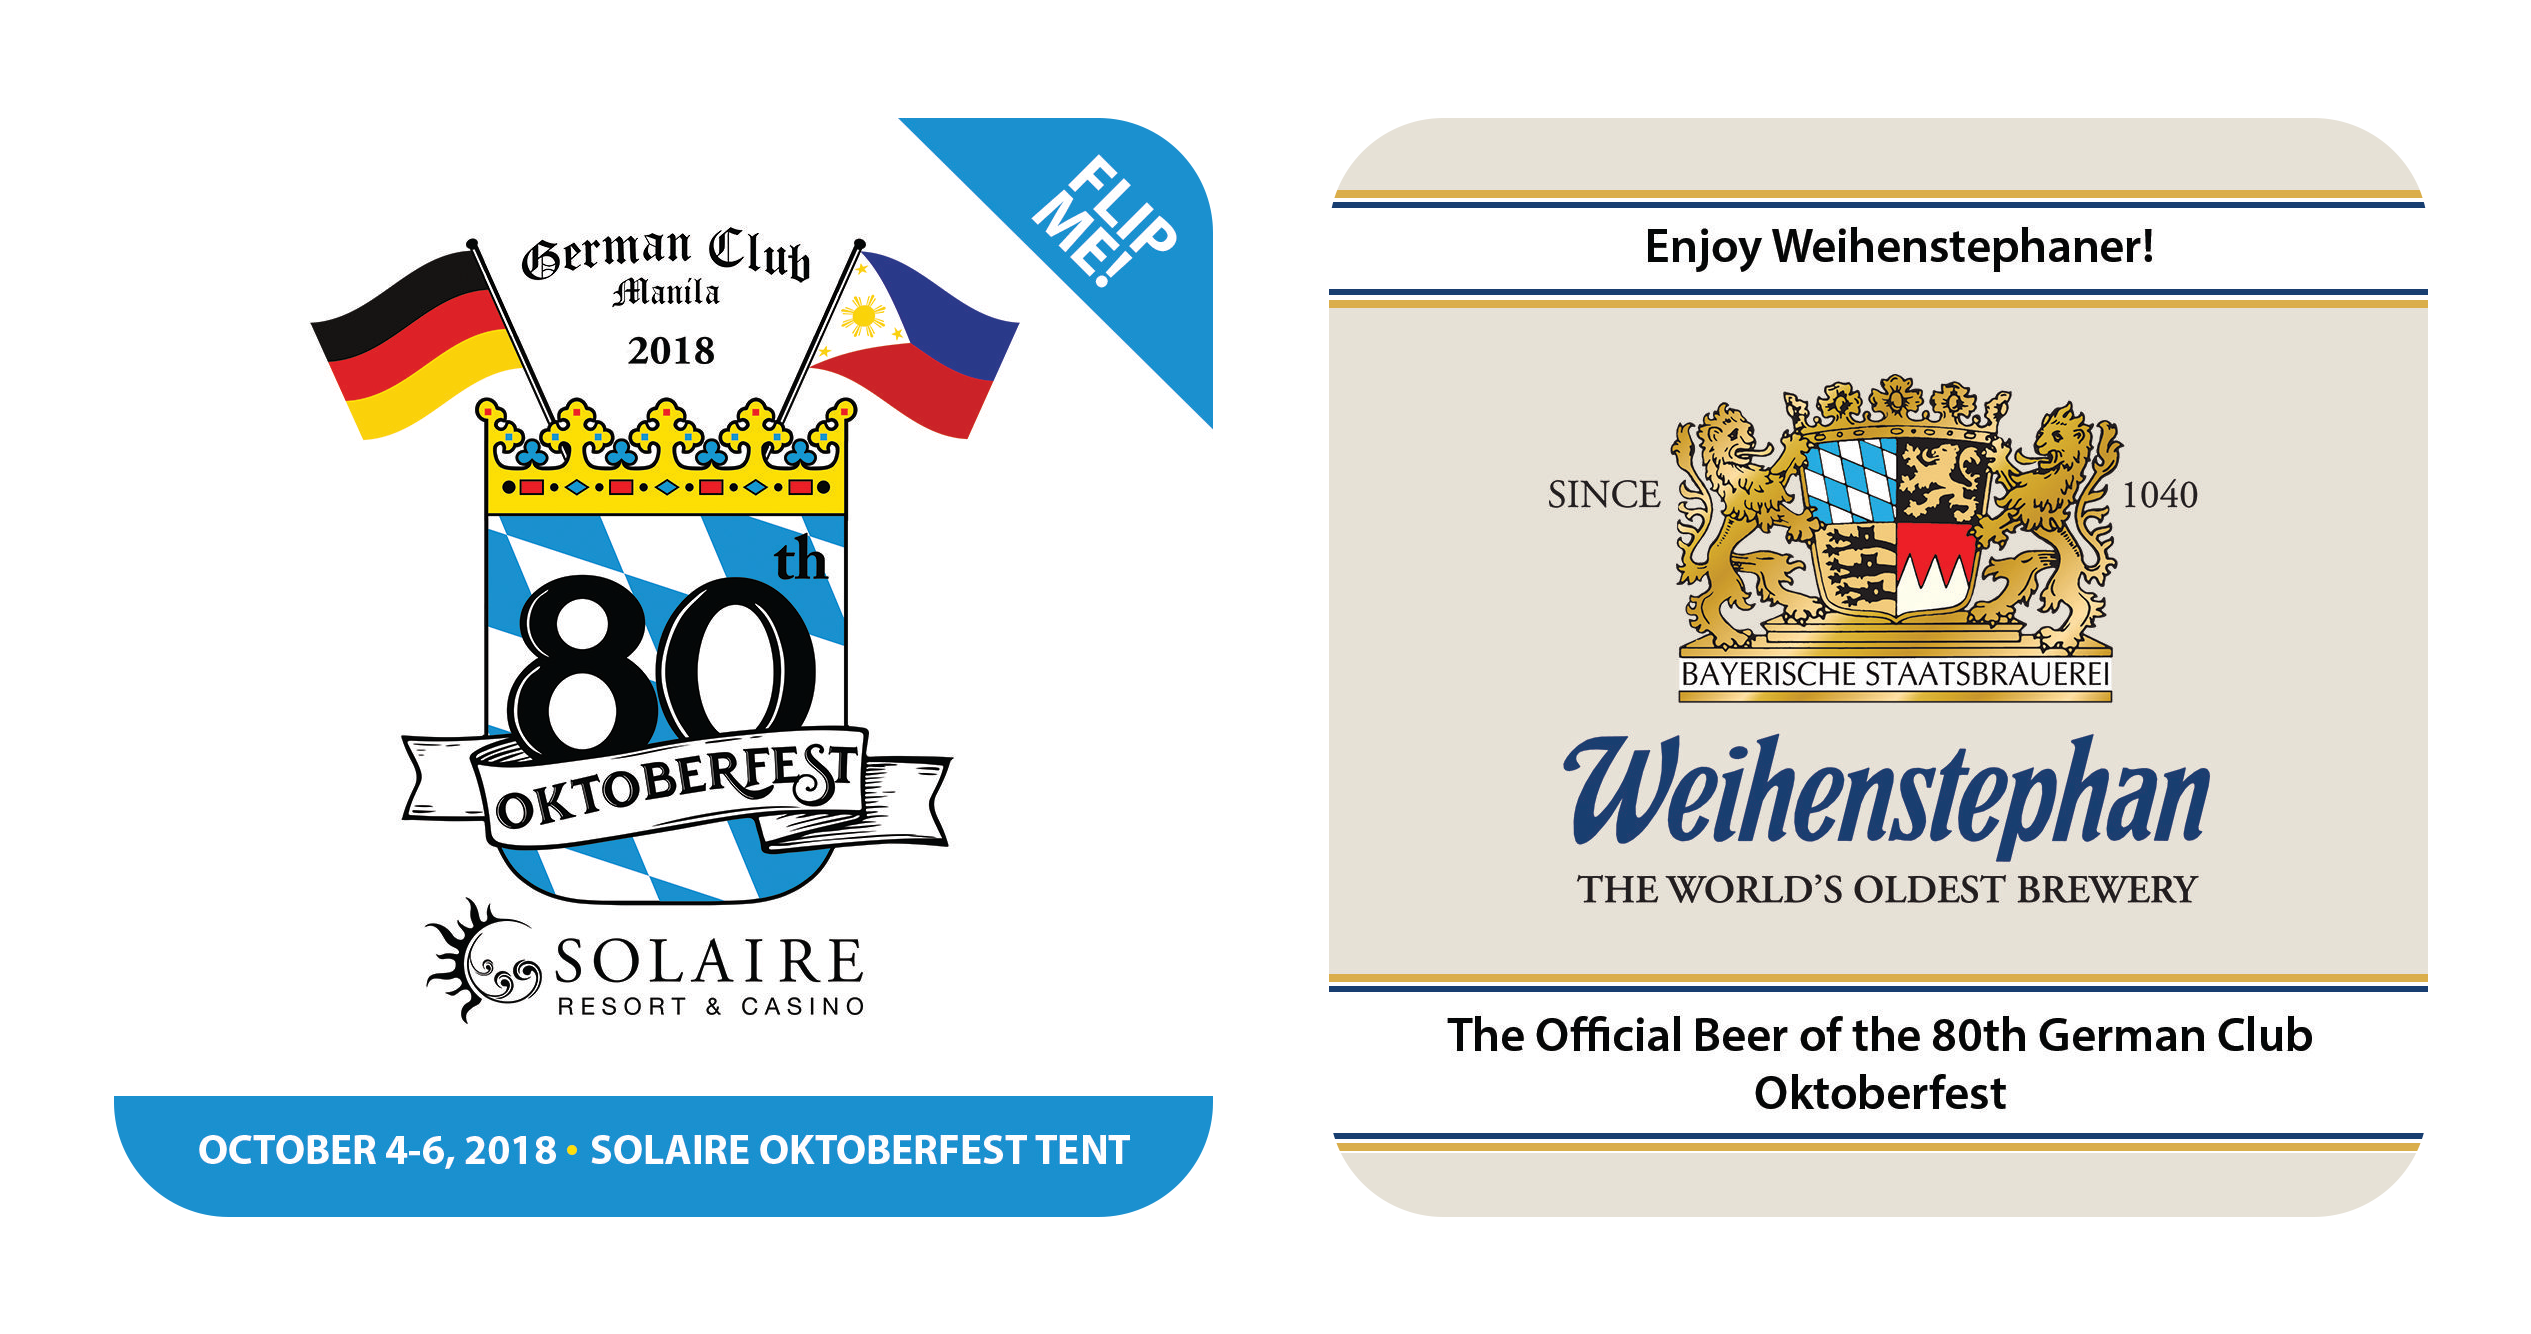 FLIP
ME!
German Club
Manila
2018
80th
OKTOBERFEST
SOLAIRE
RESORT & CASINO
OCTOBER 4-6, 2018 • SOLAIRE OKTOBERFEST TENT
Enjoy Weihenstephaner!
SINCE 1040
BAYERISCHE STAATSBRAUEREI
Weihenstephan
THE WORLD'S OLDEST BREWERY
The Official Beer of the 80th German Club
Oktoberfest